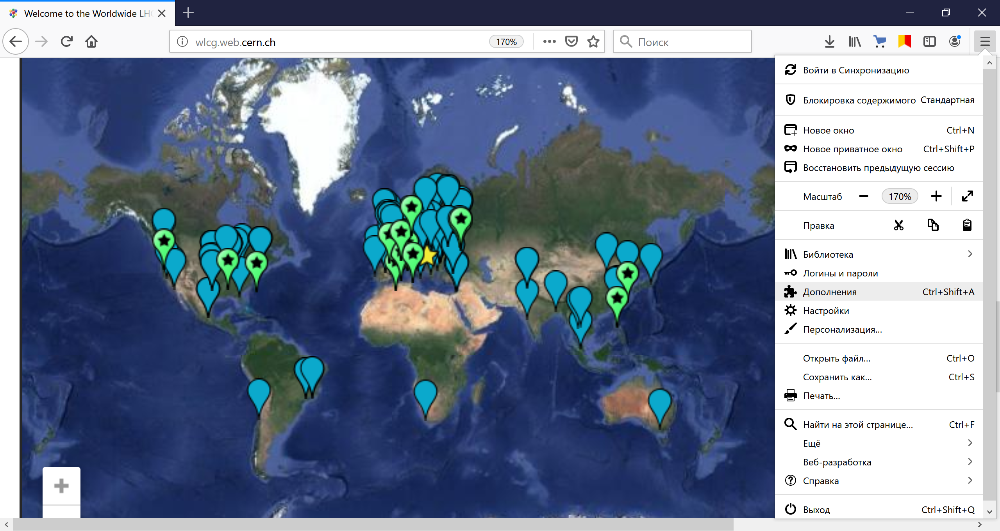 Welcome to the Worldwide LHC
wlcg.web.cern.ch
170%
Поиск
Войти в Синхронизацию
Блокировка содержимого Стандартная
Новое окно Ctrl+N
Новое приватное окно Ctrl+Shift+P
Восстановить предыдущую сессию
Масштаб 170%
Правка
Библиотека
Логины и пароли
Дополнения Ctrl+Shift+A
Настройки
Персонализация...
Открыть файл... Ctrl+O
Сохранить как... Ctrl+S
Печать...
Найти на этой странице... Ctrl+F
Ещё
Веб-разработка
Справка
Выход Ctrl+Shift+Q